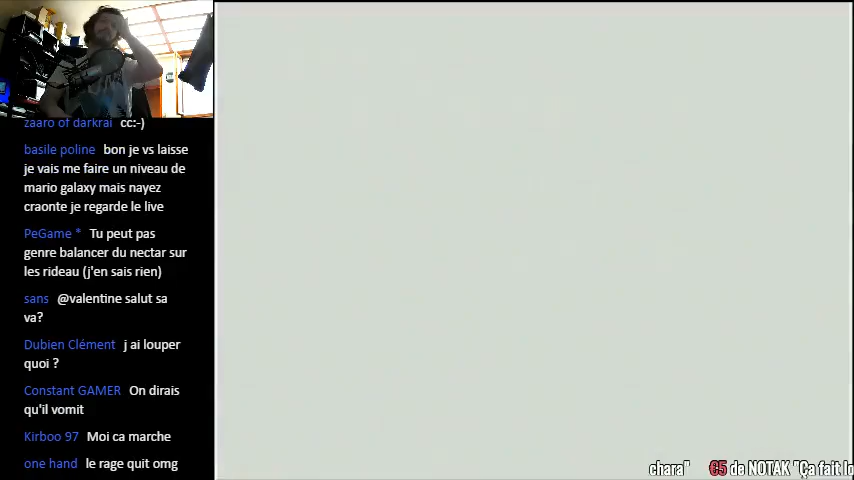 zaaro of darkrai cc:-)
basile poline bon je vs laisse
je vais me faire un niveau de
mario galaxy mais nayez
craonte je regarde le live
PeGame * Tu peut pas
genre balancer du nectar sur
les rideau (j'en sais rien)
sans @valentine salut sa
va?
Dubien Clément j ai louper
quoi ?
Constant GAMER On dirais
qu'il vomit
Kirboo 97 Moi ca marche
one hand le rage quit omg
chara" €5 de NOTAK "Ça fait lo